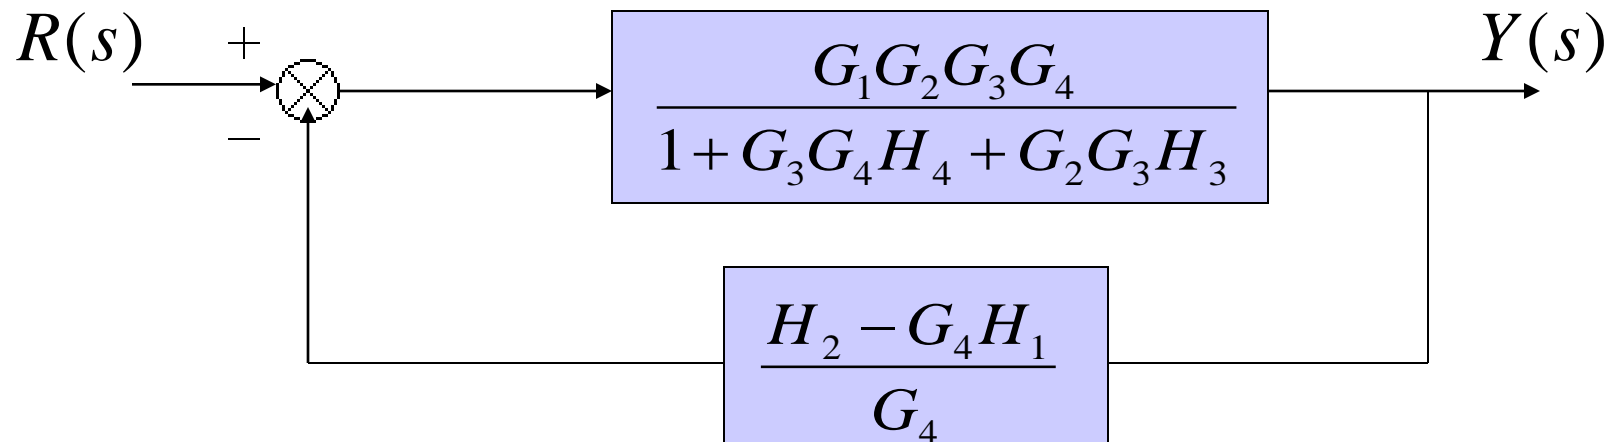 R(s) + Y(s)
−
G₁G₂G₃G₄
1 + G₃G₄H₄ + G₂G₃H₃
H₂ − G₄H₁
G₄